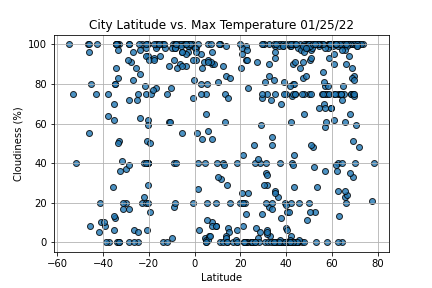 City Latitude vs. Max Temperature 01/25/22
Cloudiness (%)
100
80
60
40
20
0
−60 −40 −20 0 20 40 60 80
Latitude